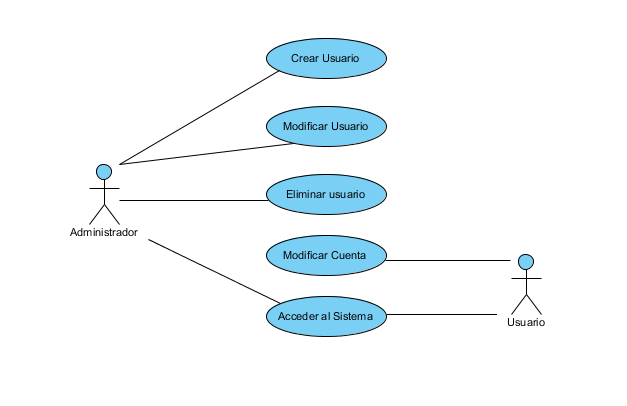 Crear Usuario
Modificar Usuario
Eliminar usuario
Administrador
Modificar Cuenta
Acceder al Sistema
Usuario